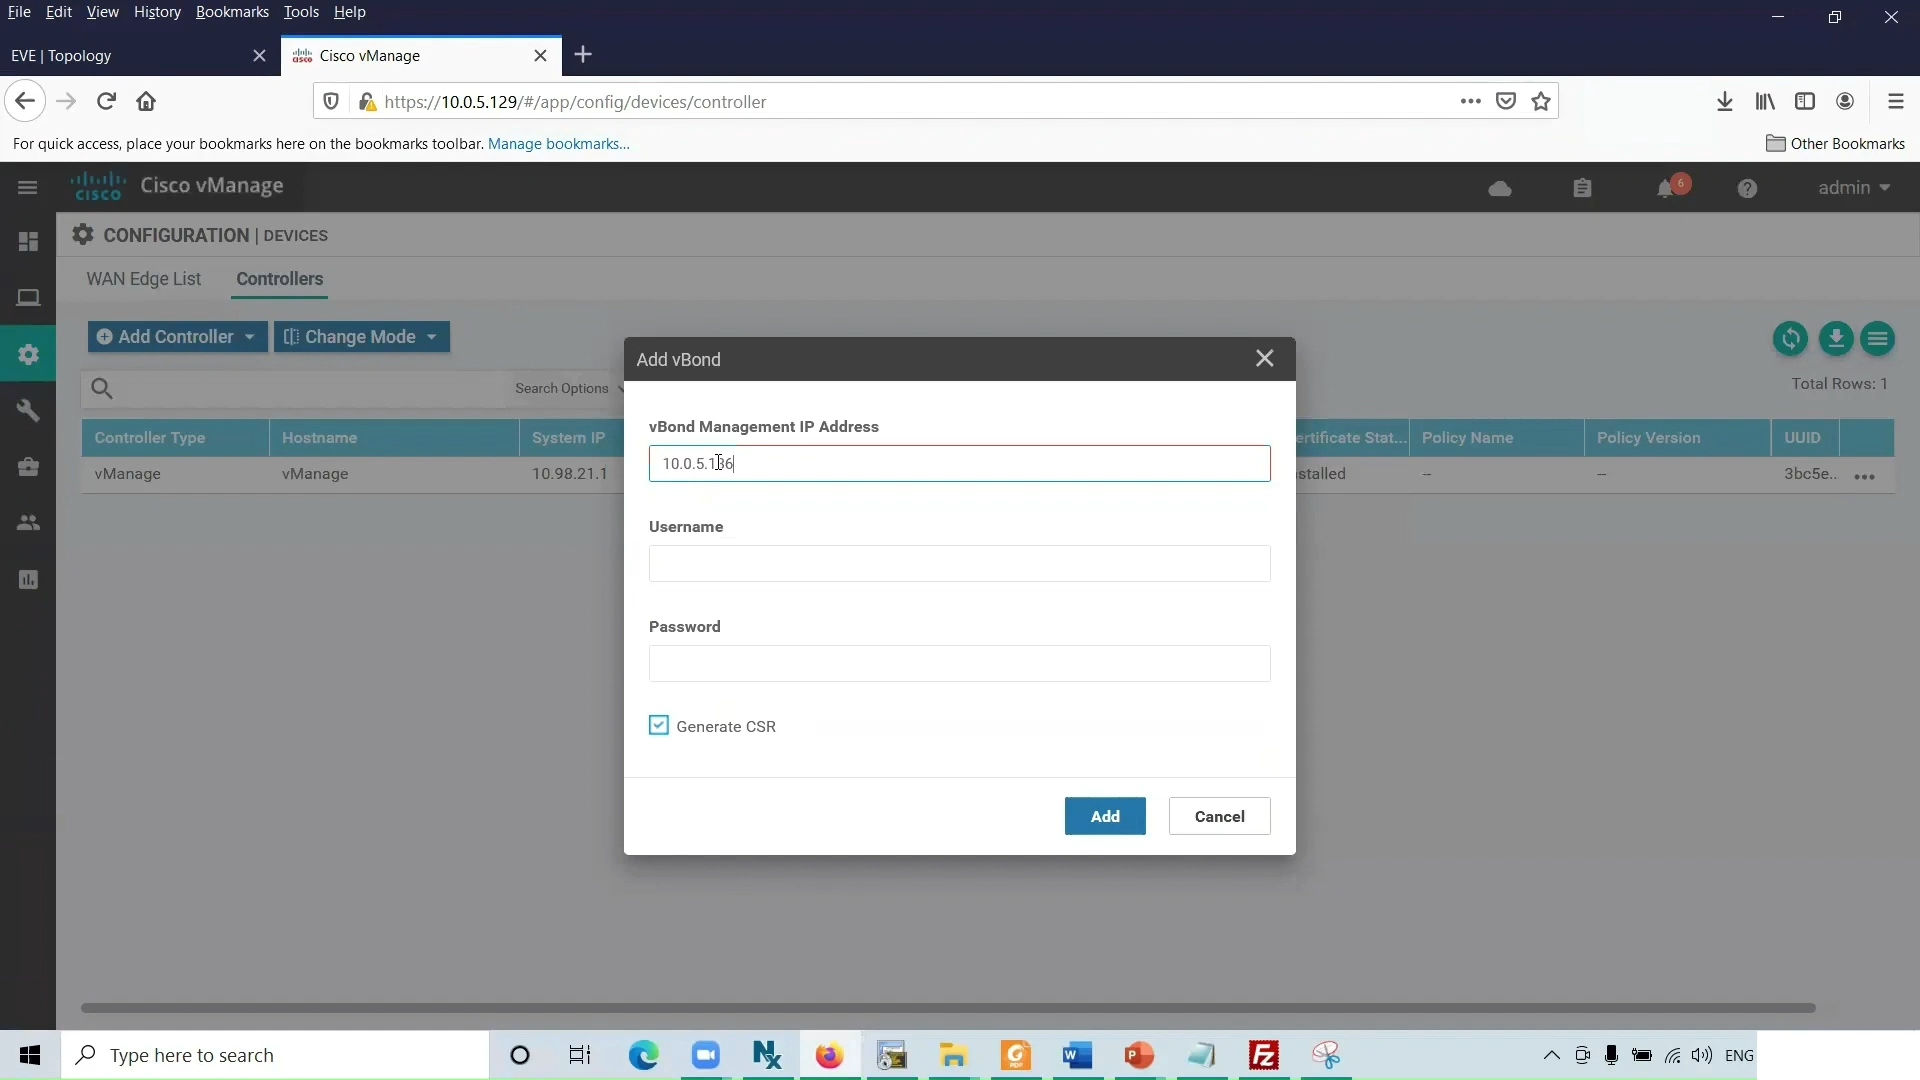 File Edit View History Bookmarks Tools Help
EVE | Topology
Cisco vManage
https://10.0.5.129/#/app/config/devices/controller
For quick access, place your bookmarks here on the bookmarks toolbar. Manage bookmarks...
Other Bookmarks
cisco Cisco vManage
6
admin
CONFIGURATION | DEVICES
WAN Edge List Controllers
Add Controller Change Mode
Search Options
Total Rows: 1
Controller Type Hostname System IP ertificate Stat... Policy Name Policy Version UUID
vManage vManage 10.98.21.1 stalled -- -- 3bc5e..
Add vBond
vBond Management IP Address
10.0.5.136
Username
Password
Generate CSR
Add Cancel
Type here to search
ENG